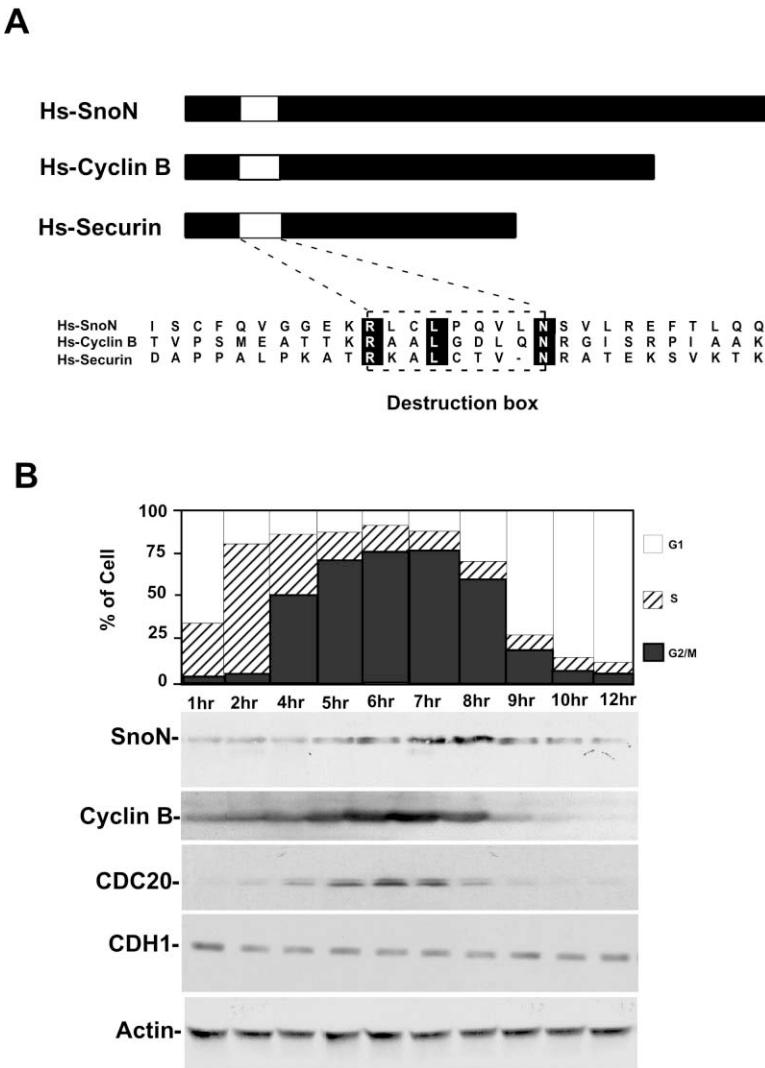 A
Hs-SnoN
Hs-Cyclin B
Hs-Securin
Hs-SnoN I S C F Q V G G E K R L C L P Q V L N S V L R E F T L Q Q
Hs-Cyclin B T V P S M E A T T K R A A L G D L Q N R G I S R P I A A K
Hs-Securin D A P P A L P K A T R K A L C T V - N R A T E K S V K T K
Destruction box
B
% of Cell
100
75
50
25
0
G1
S
G2/M
1hr 2hr 4hr 5hr 6hr 7hr 8hr 9hr 10hr 12hr
SnoN-
Cyclin B-
CDC20-
CDH1-
Actin-